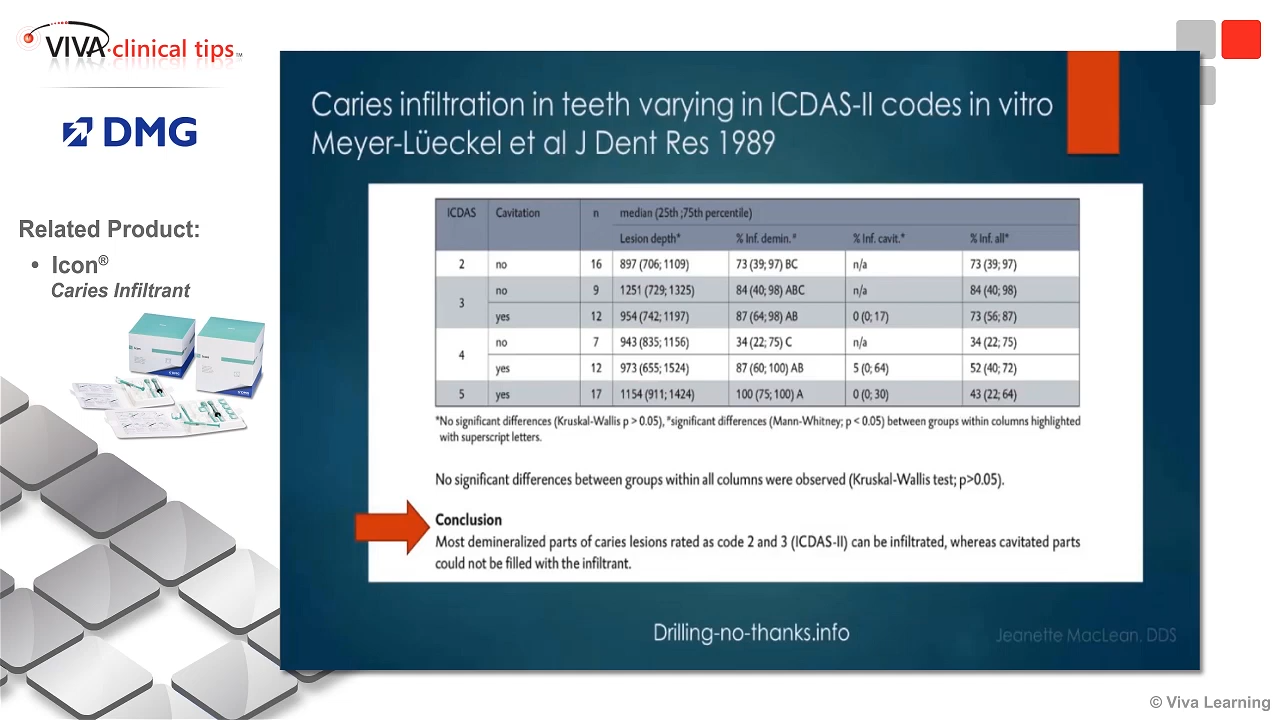 VIVA clinical tips™
DMG
Related Product:
• Icon®
Caries Infiltrant
Caries infiltration in teeth varying in ICDAS-II codes in vitro
Meyer-Lüeckel et al J Dent Res 1989
ICDAS Cavitation n median (25th ;75th percentile)
Lesion depth* % Inf. demin.# % Inf. cavit.* % Inf. all*
2 no 16 897 (706; 1109) 73 (39; 97) BC n/a 73 (39; 97)
3
no 9 1251 (729; 1325) 84 (40; 98) ABC n/a 84 (40; 98)
yes 12 954 (742; 1197) 87 (64; 98) AB 0 (0; 17) 73 (56; 87)
4
no 7 943 (835; 1156) 34 (22; 75) C n/a 34 (22; 75)
yes 12 973 (655; 1524) 87 (60; 100) AB 5 (0; 64) 52 (40; 72)
5 yes 17 1154 (911; 1424) 100 (75; 100) A 0 (0; 30) 43 (22; 64)
*No significant differences (Kruskal-Wallis p > 0.05), #significant differences (Mann-Whitney; p < 0.05) between groups within columns highlighted
with superscript letters.
No significant differences between groups within all columns were observed (Kruskal-Wallis test; p>0.05).
Conclusion
Most demineralized parts of caries lesions rated as code 2 and 3 (ICDAS-II) can be infiltrated, whereas cavitated parts
could not be filled with the infiltrant.
Drilling-no-thanks.info
Jeanette MacLean, DDS
© Viva Learning